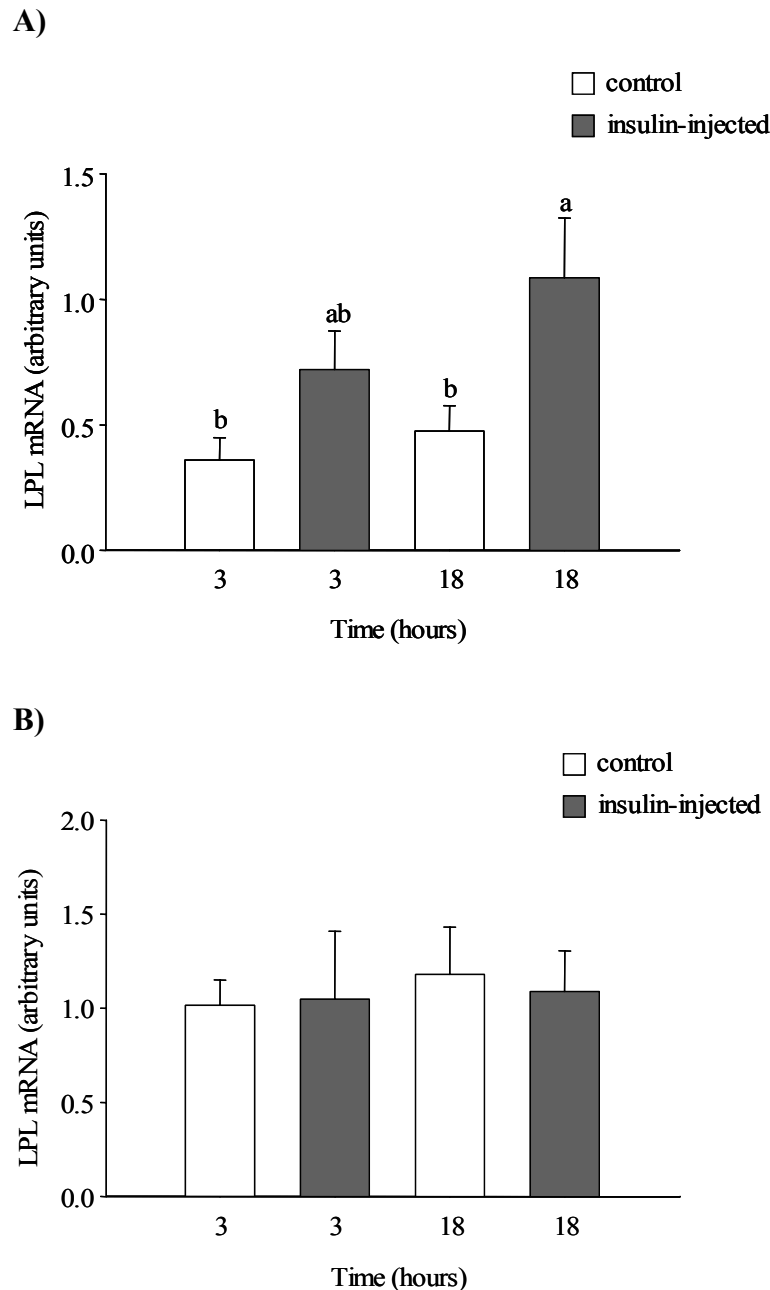 A)
control
insulin-injected
LPL mRNA (arbitrary units)
1.5
1.0
0.5
0.0
b
ab
b
a
3
3
18
18
Time (hours)
B)
control
insulin-injected
LPL mRNA (arbitrary units)
2.0
1.5
1.0
0.5
0.0
3
3
18
18
Time (hours)